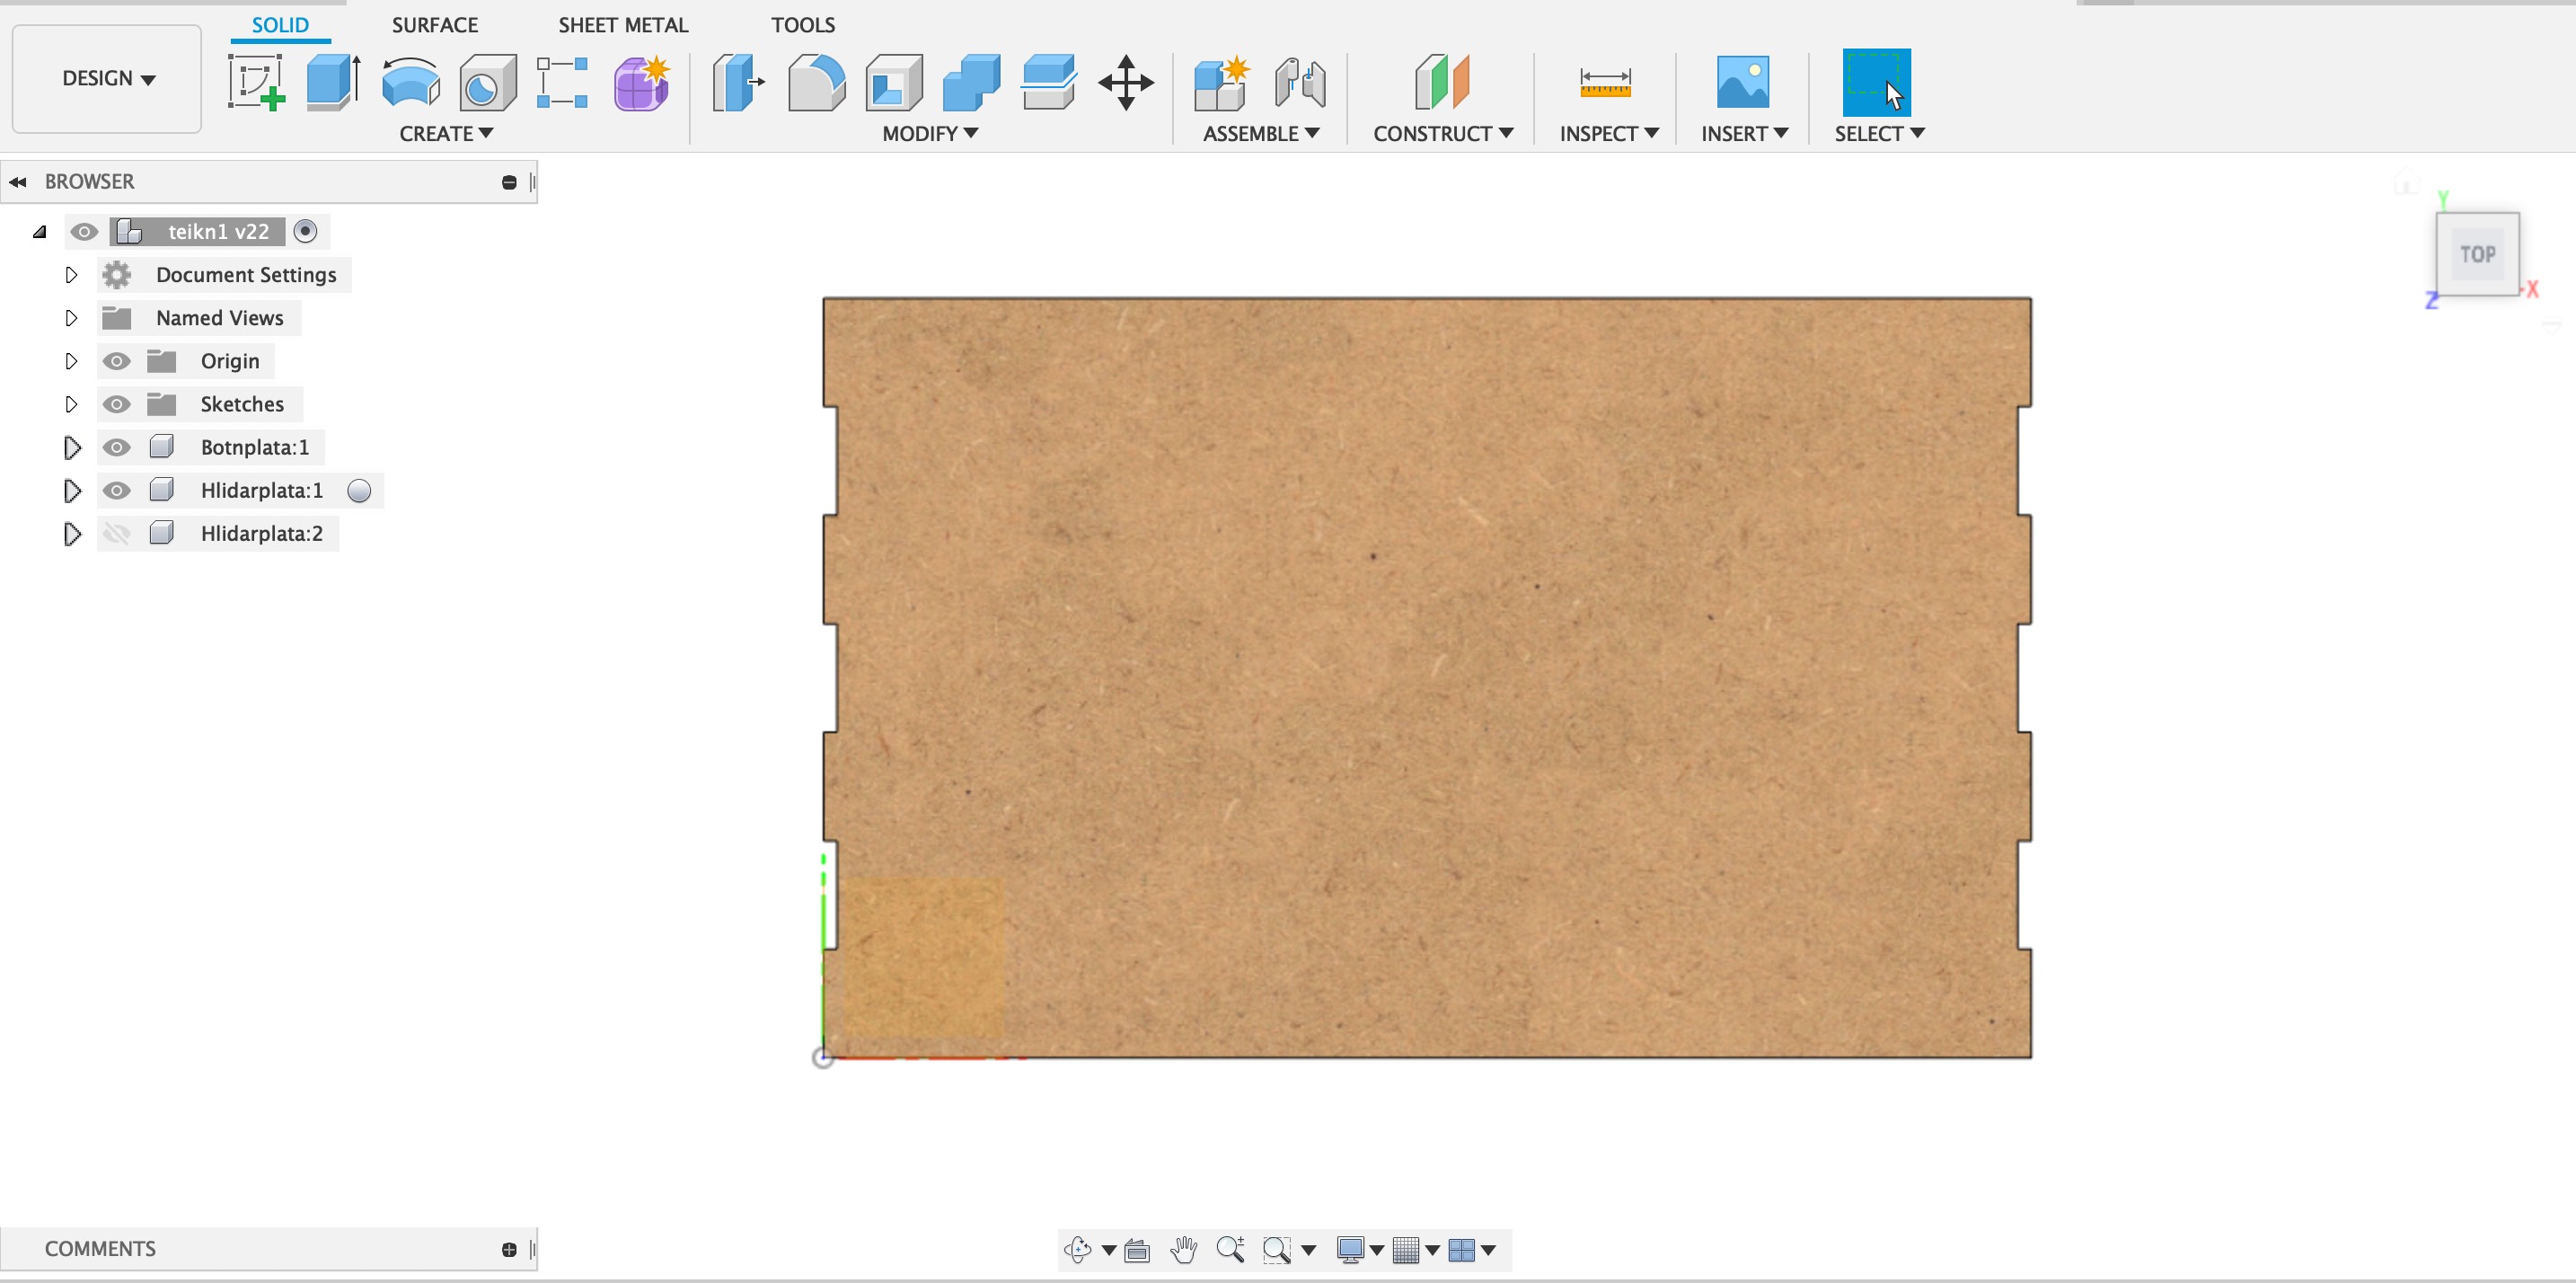 SOLID SURFACE SHEET METAL TOOLS
DESIGN
CREATE MODIFY ASSEMBLE CONSTRUCT INSPECT INSERT SELECT
BROWSER
teikn1 v22
Document Settings
Named Views
Origin
Sketches
Botnplata:1
Hlidarplata:1
Hlidarplata:2
Y
TOP
X
Z
COMMENTS